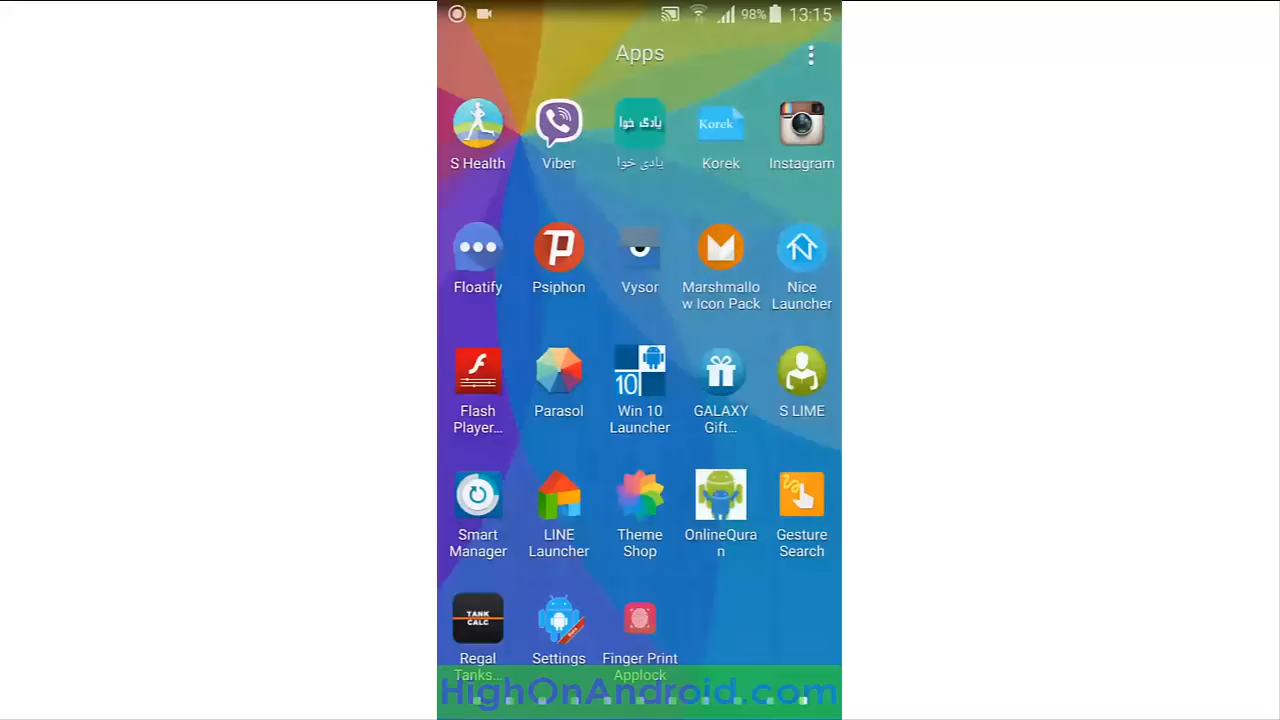 98% 13:15
Apps
یادی خوا Korek
S Health Viber یادی خوا Korek Instagram
Floatify Psiphon Vysor Marshmallo
w Icon Pack Nice
Launcher
10
Flash
Player... Parasol Win 10
Launcher GALAXY
Gift... S LIME
Smart
Manager LINE
Launcher Theme
Shop OnlineQura
n Gesture
Search
TANK
CALC
Regal
Tanks... Settings Finger Print
Applock
HighOnAndroid.com